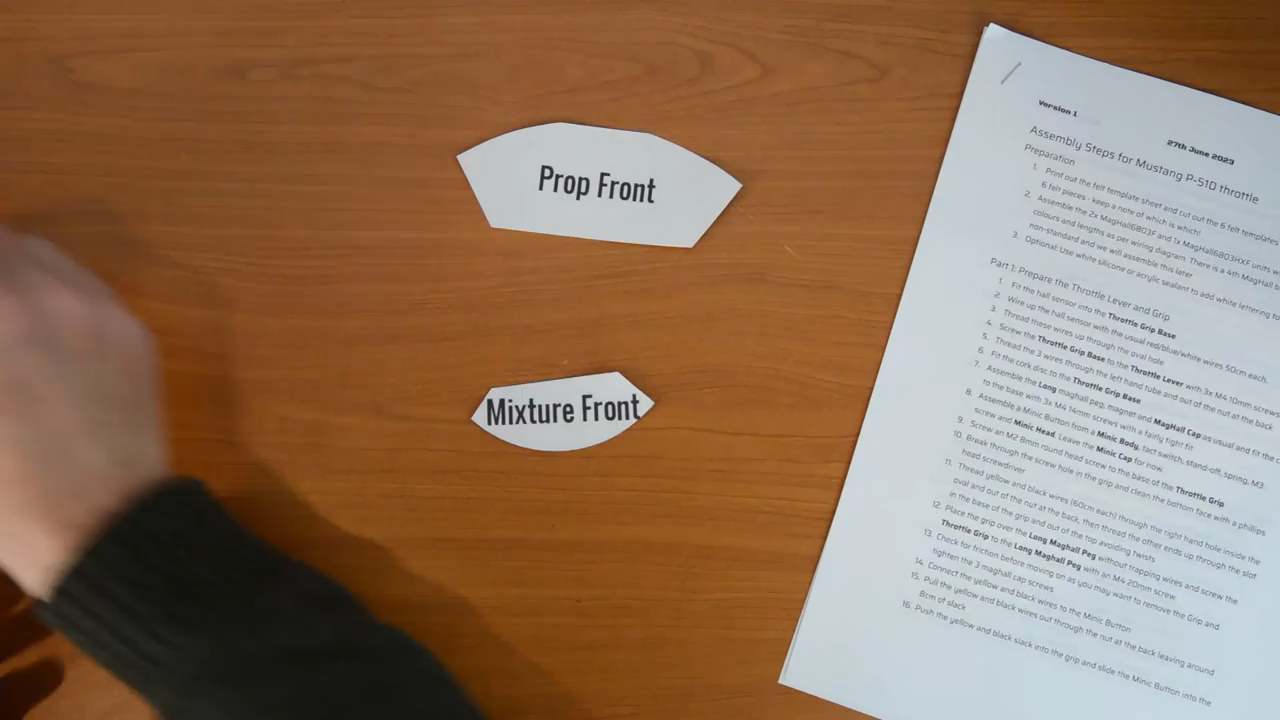 Prop Front
Mixture Front
Version 1
27th June 2023
Assembly Steps for Mustang P-51D throttle
Preparation
1. Print out the felt template sheet and cut out the 6 felt templates
6 felt pieces - keep a note of which is which!
2. Assemble the 2x MagHall6803F and 1x MagHall6803HXF units w
colours and lengths as per wiring diagram. There is a 4th MagHall b
non-standard and we will assemble this later
3. Optional: Use white silicone or acrylic sealant to add white lettering to
Part 1: Prepare the Throttle Lever and Grip
1. Fit the hall sensor into the Throttle Grip Base
2. Wire up the hall sensor with the usual red/blue/white wires 50cm each.
3. Thread these wires up through the oval hole
4. Screw the Throttle Grip Base to the Throttle Lever with 3x M4 10mm screws
5. Thread the 3 wires through the left hand tube and out of the nut at the back
6. Fit the cork disc to the Throttle Grip Base
7. Assemble the Long maghall peg, magnet and MagHall Cap as usual and fit the c
to the base with 3x M4 14mm screws with a fairly tight fit
8. Assemble a Minic Button from a Minic Body, tact switch, stand-off, spring, M3
screw and Minic Head. Leave the Minic Cap for now.
9. Screw an M2 8mm round head screw to the base of the Throttle Grip
10. Break through the screw hole in the grip and clean the bottom face with a phillips
head screwdriver
11. Thread yellow and black wires (60cm each) through the right hand hole inside the
oval and out of the nut at the back, then thread the other ends up through the slot
in the base of the grip and out of the top avoiding twists
12. Place the grip over the Long Maghall Peg without trapping wires and screw the
Throttle Grip to the Long Maghall Peg with an M4 20mm screw
13. Check for friction before moving on as you may want to remove the Grip and
tighten the 3 maghall cap screws
14. Connect the yellow and black wires to the Minic Button
15. Pull the yellow and black wires out through the nut at the back leaving around
8cm of slack
16. Push the yellow and black slack into the grip and slide the Minic Button into the